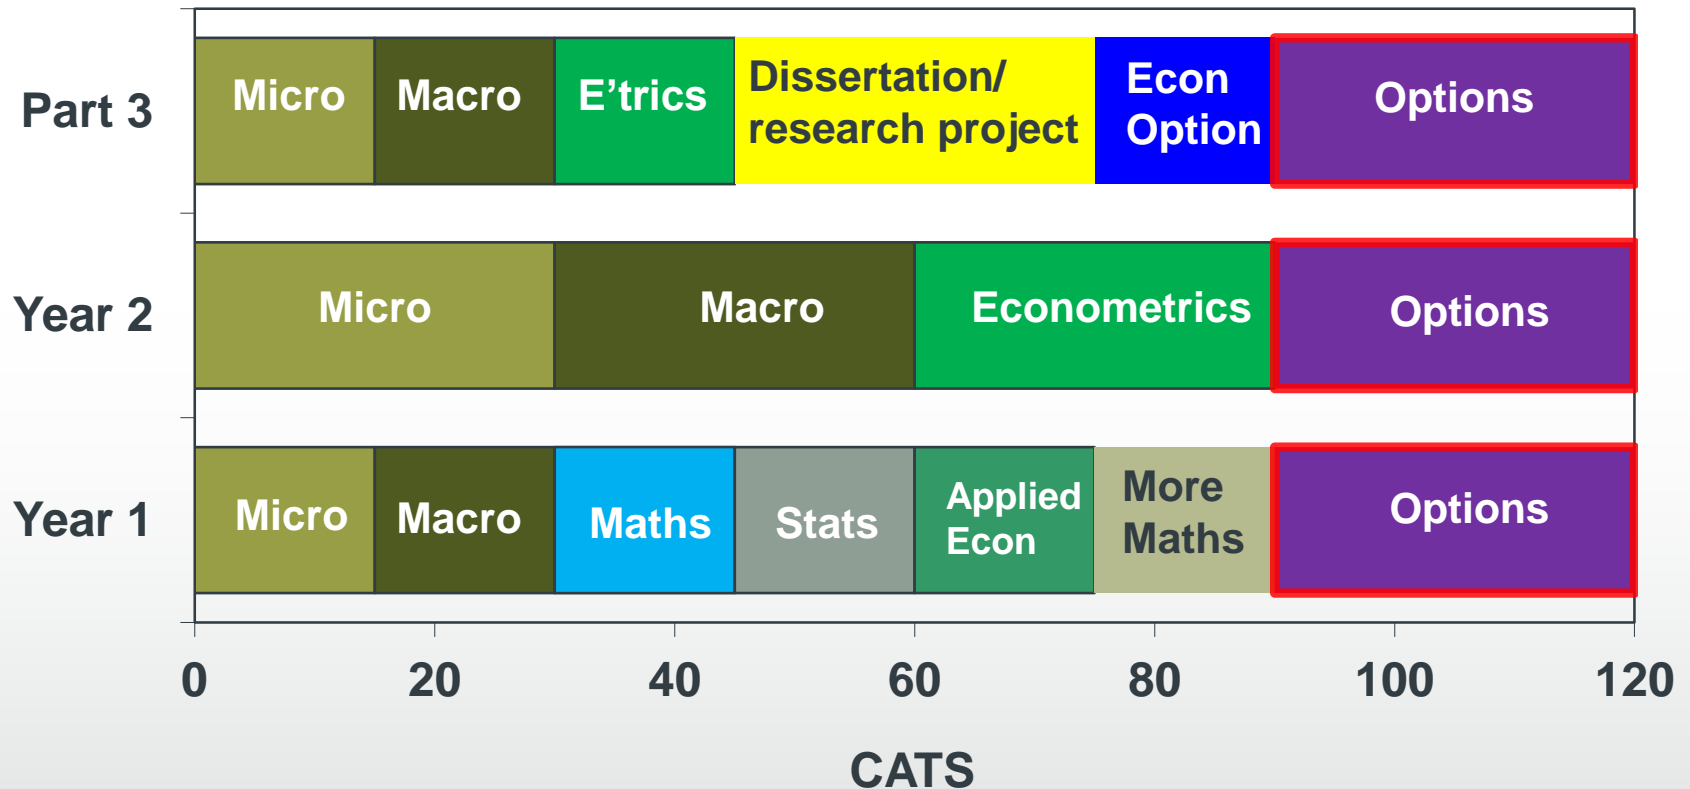 Part 3
Micro
Macro
E'trics
Dissertation/
research project
Econ
Option
Options
Year 2
Micro
Macro
Econometrics
Options
Year 1
Micro
Macro
Maths
Stats
Applied
Econ
More
Maths
Options
0 20 40 60 80 100 120
CATS